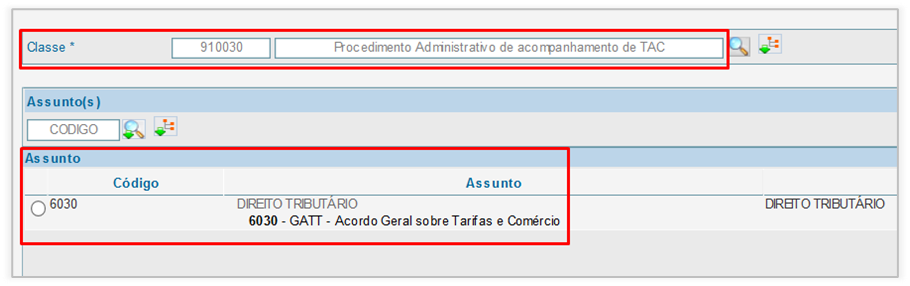 Classe * 910030 Procedimento Administrativo de acompanhamento de TAC
Assunto(s)
CODIGO
Assunto
Código Assunto
6030 DIREITO TRIBUTÁRIO DIREITO TRIBUTÁRIO
6030 - GATT - Acordo Geral sobre Tarifas e Comércio